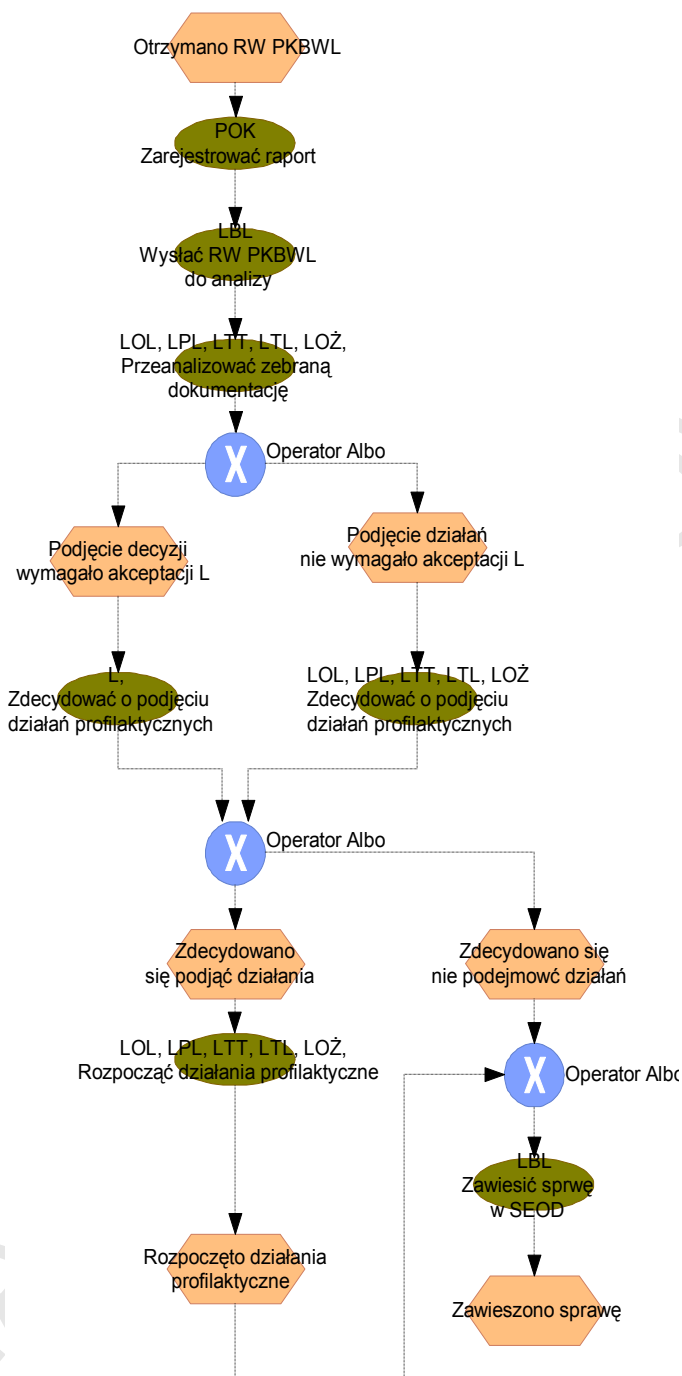 Otrzymano RW PKBWL
POK
Zarejestrować raport
LBL
Wysłać RW PKBWL
do analizy
LOL, LPL, LTT, LTL, LOŻ,
Przeanalizować zebraną
dokumentację
X
Operator Albo
Podjęcie decyzji
wymagało akceptacji L
Podjęcie działań
nie wymagało akceptacji L
L,
Zdecydować o podjęciu
działań profilaktycznych
LOL, LPL, LTT, LTL, LOŻ
Zdecydować o podjęciu
działań profilaktycznych
X
Operator Albo
Zdecydowano
się podjąć działania
Zdecydowano się
nie podejmowć działań
LOL, LPL, LTT, LTL, LOŻ,
Rozpocząć działania profilaktyczne
X
Operator Albo
LBL
Zawiesić sprwę
w SEOD
Rozpoczęto działania
profilaktyczne
Zawieszono sprawę